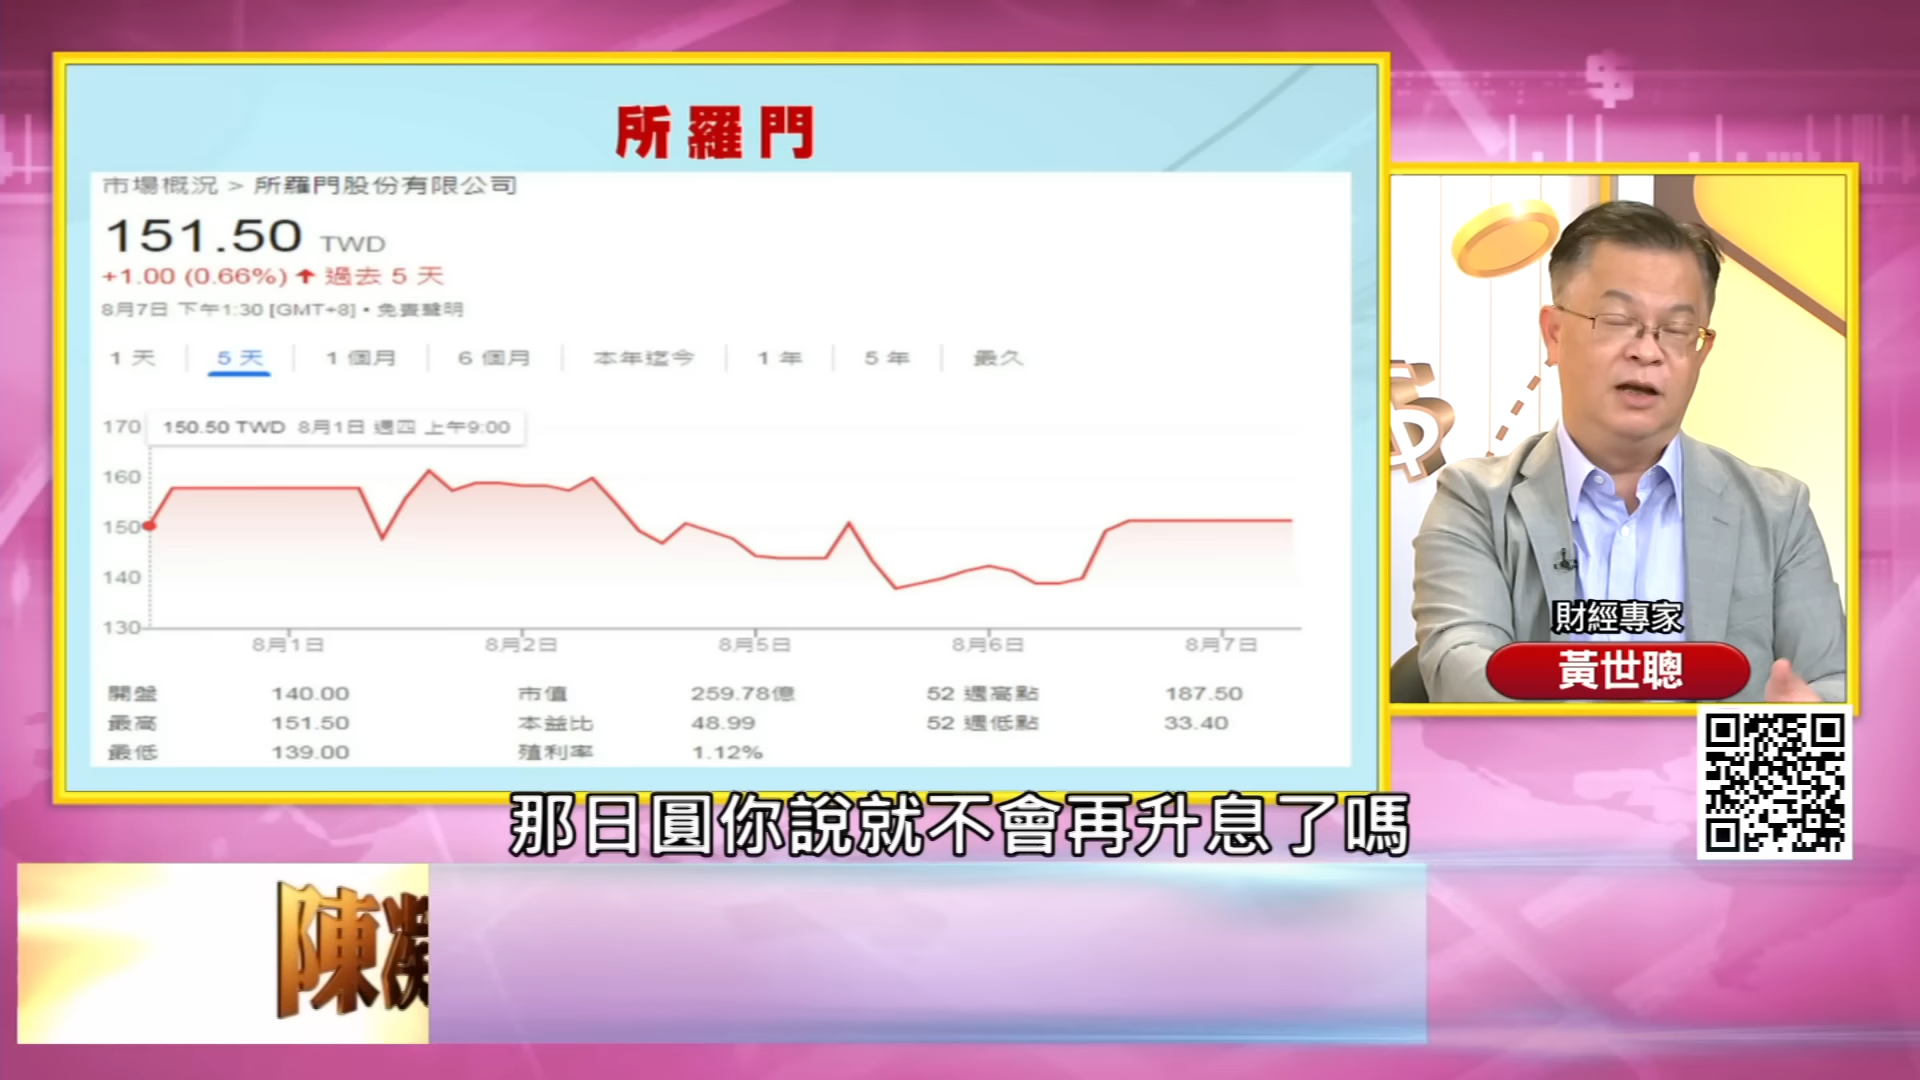 所羅門
市場概況 > 所羅門股份有限公司
151.50 TWD
+1.00 (0.66%) ↑ 過去 5 天
8月7日 下午1:30 [GMT+8] • 免責聲明
1 天 5 天 1 個月 6 個月 本年迄今 1 年 5 年 最久
150.50 TWD 8月1日 週四 上午9:00
170
160
150
140
130
8月1日 8月2日 8月5日 8月6日 8月7日
開盤 140.00 市值 259.78億 52 週高點 187.50
最高 151.50 本益比 48.99 52 週低點 33.40
最低 139.00 殖利率 1.12%
財經專家
黃世聰
那日圓你說就不會再升息了嗎
陳凝